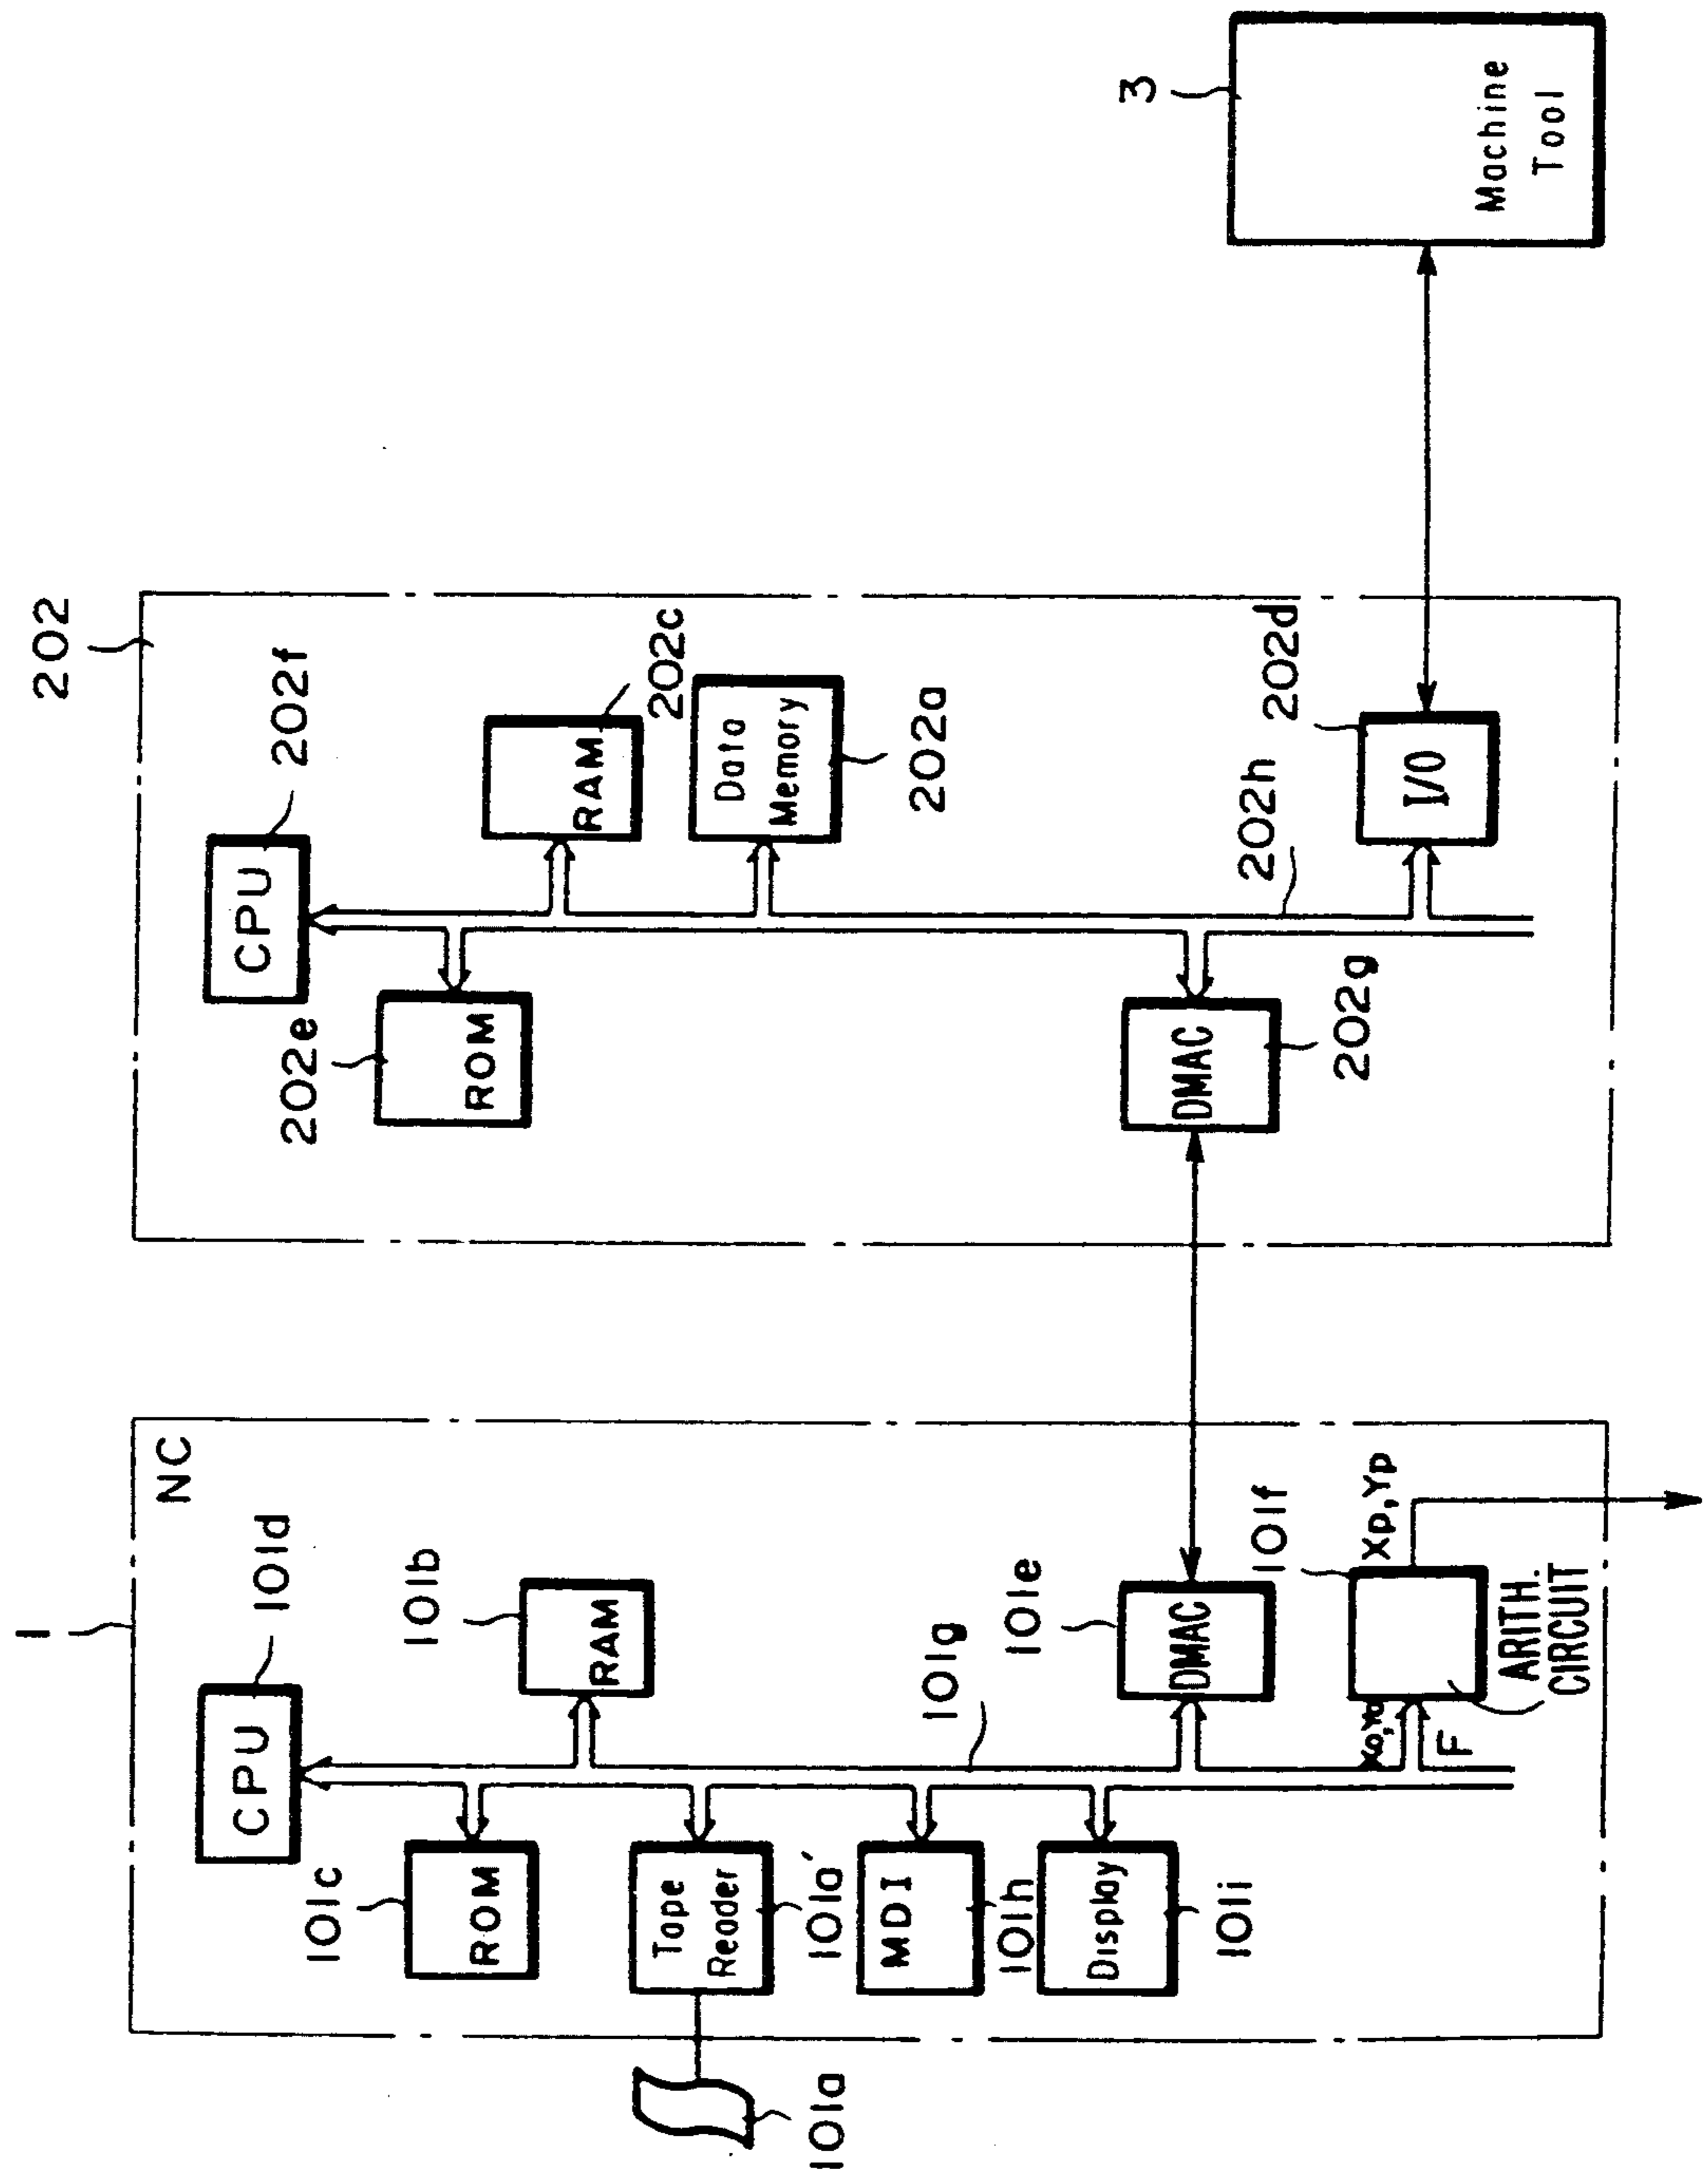 1
NC
101d
CPU
101c
ROM
101b
RAM
Tape
Reader
101a'
101a
MDI
101h
Display
101i
101g
101e
DMAC
101f
Xo,Yo
F
Xp,Yp
ARITH.
CIRCUIT
202
202f
CPU
202e
ROM
RAM
202c
Data
Memory
202a
202h
DMAC
202g
202d
I/O
3
Machine
Tool